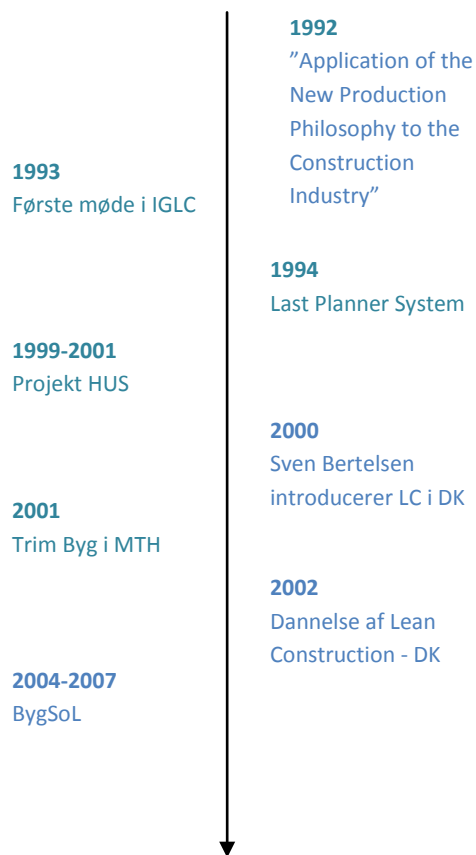 1992
”Application of the
New Production
Philosophy to the
Construction
Industry”
1993
Første møde i IGLC
1994
Last Planner System
1999-2001
Projekt HUS
2000
Sven Bertelsen
introducerer LC i DK
2001
Trim Byg i MTH
2002
Dannelse af Lean
Construction - DK
2004-2007
BygSoL